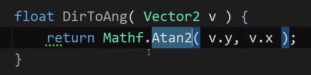 float DirToAng( Vector2 v ) {
return Mathf.Atan2( v.y, v.x );
}